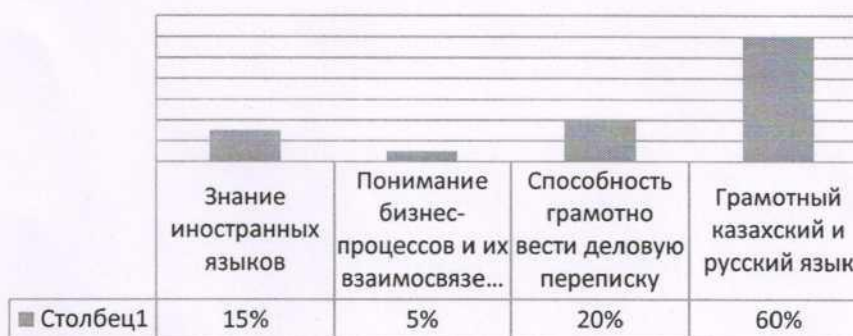 Знание
иностранных
языков
Понимание
бизнес-
процессов и их
взаимосвязе...
Способность
грамотно
вести деловую
переписку
Грамотный
казахский и
русский язык
Столбец1 15% 5% 20% 60%